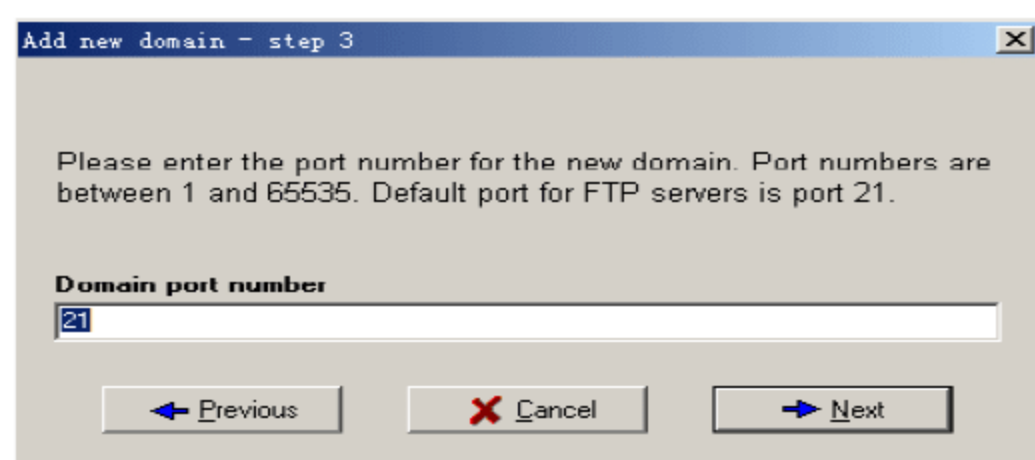 Add new domain - step 3
Please enter the port number for the new domain. Port numbers are
between 1 and 65535. Default port for FTP servers is port 21.
Domain port number
21
Previous
Cancel
Next